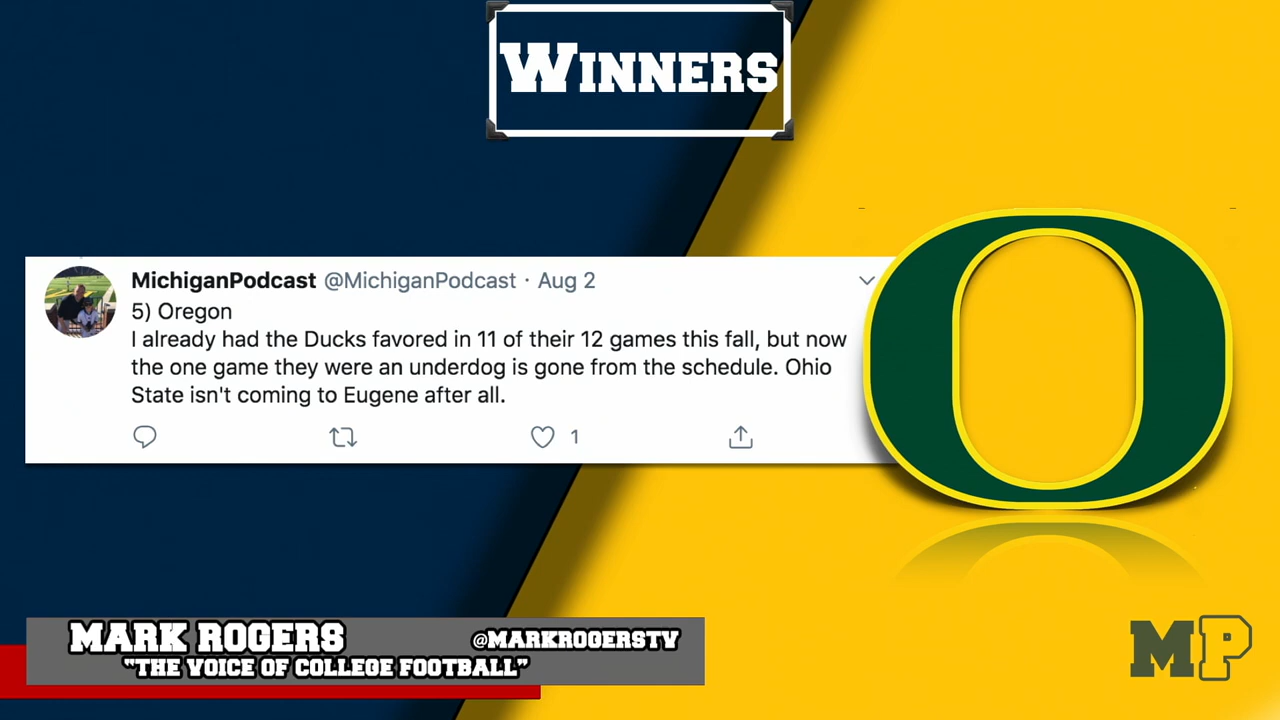 WINNERS
MichiganPodcast @MichiganPodcast · Aug 2
5) Oregon
I already had the Ducks favored in 11 of their 12 games this fall, but now
the one game they were an underdog is gone from the schedule. Ohio
State isn't coming to Eugene after all.
1
O
MARK ROGERS @MARKROGERSTV
"THE VOICE OF COLLEGE FOOTBALL"
MP